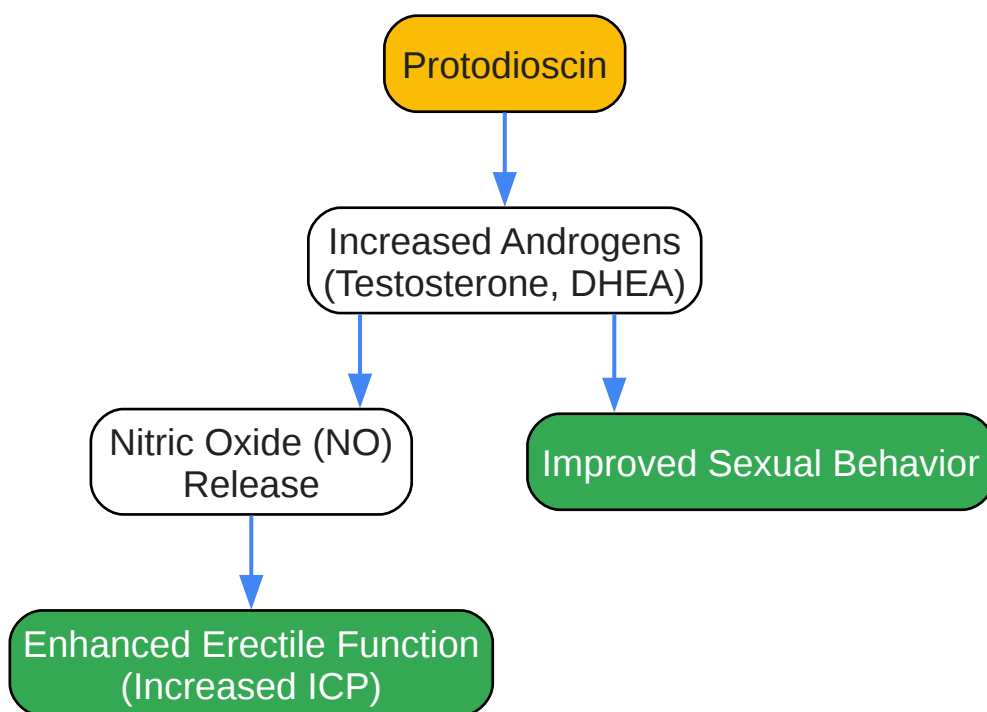 Protodioscin
Increased Androgens
(Testosterone, DHEA)
Nitric Oxide (NO)
Release
Improved Sexual Behavior
Enhanced Erectile Function
(Increased ICP)